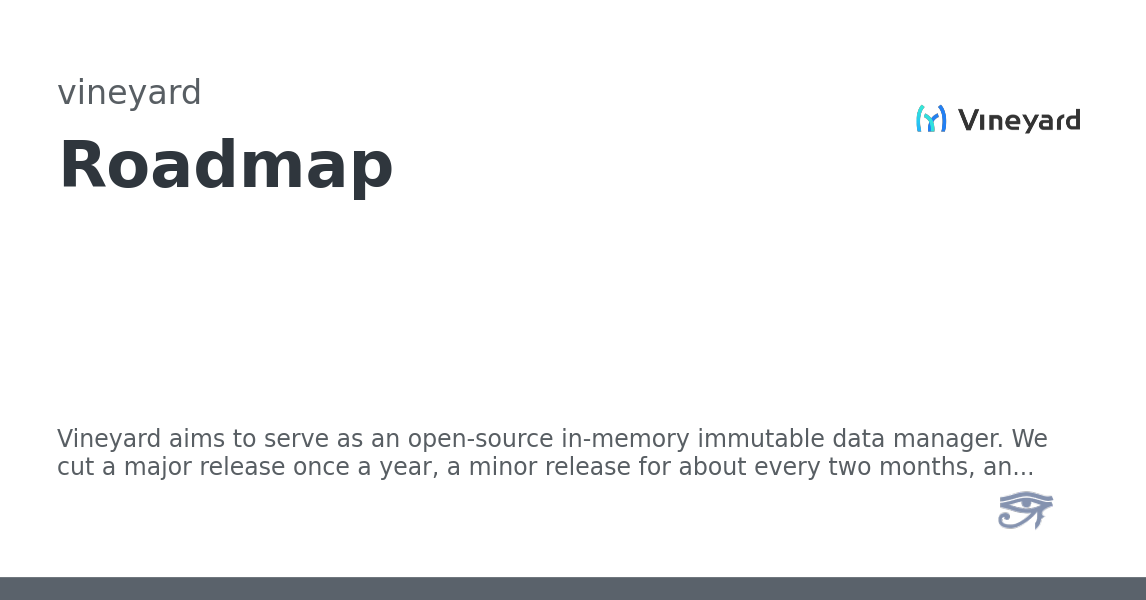 vineyard
Vineyard
Roadmap
Vineyard aims to serve as an open-source in-memory immutable data manager. We
cut a major release once a year, a minor release for about every two months, an...